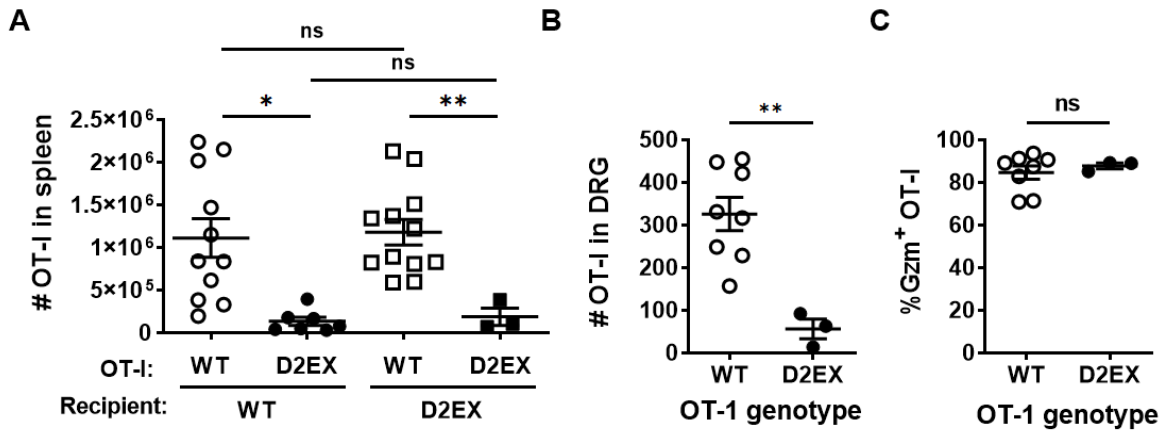 A
ns
ns
*
**
2.5×10⁶
2×10⁶
1.5×10⁶
1×10⁶
5×10⁵
0
# OT-I in spleen
OT-I: WT D2EX WT D2EX
Recipient: WT D2EX
B
**
500
400
300
200
100
0
# OT-I in DRG
WT D2EX
OT-1 genotype
C
ns
100
80
60
40
20
0
%Gzm⁺ OT-I
WT D2EX
OT-1 genotype